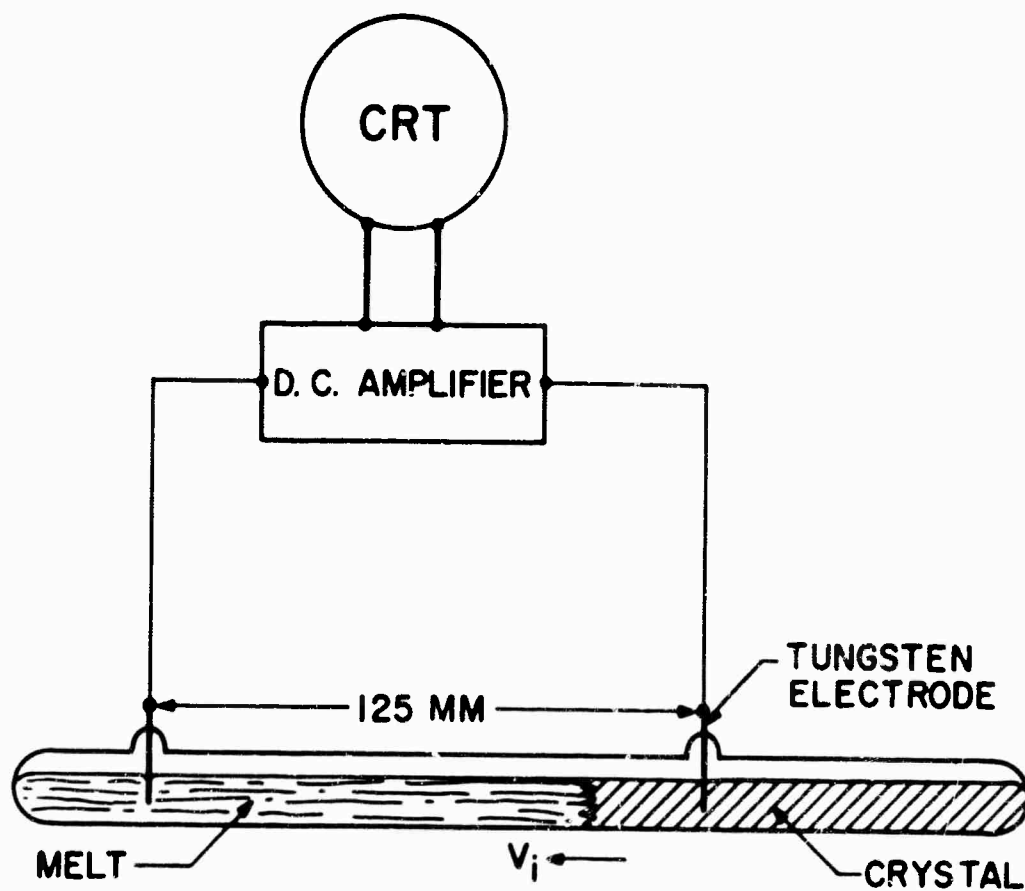 CRT
D. C. AMPLIFIER
125 MM
TUNGSTEN
ELECTRODE
MELT
Vi
CRYSTAL